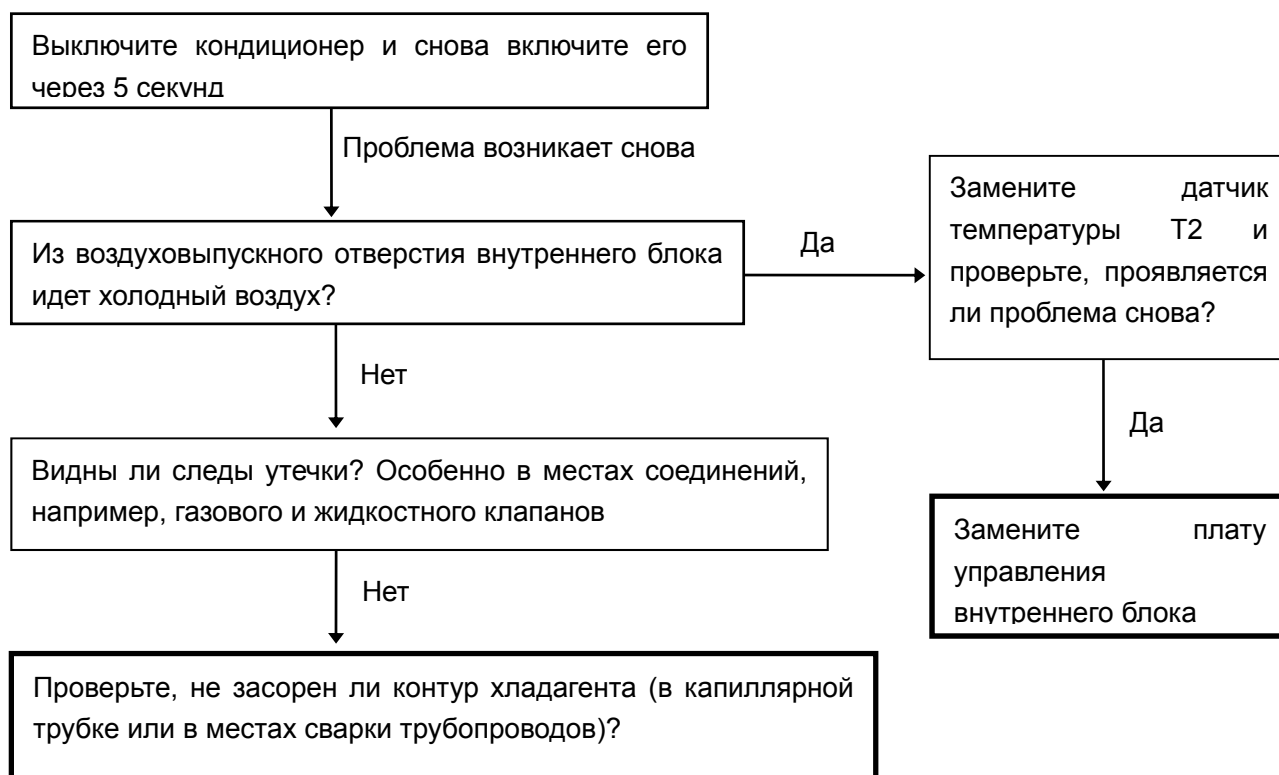 Выключите кондиционер и снова включите его
через 5 секунд
Проблема возникает снова
Из воздуховыпускного отверстия внутреннего блока
идет холодный воздух?
Да
Замените датчик
температуры T2 и
проверьте, проявляется
ли проблема снова?
Нет
Да
Видны ли следы утечки? Особенно в местах соединений,
например, газового и жидкостного клапанов
Замените плату
управления
внутреннего блока
Нет
Проверьте, не засорен ли контур хладагента (в капиллярной
трубке или в местах сварки трубопроводов)?